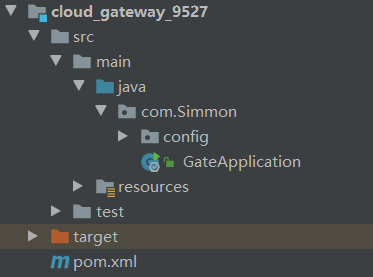 cloud_gateway_9527
src
main
java
com.Simmon
config
GateApplication
resources
test
target
pom.xml